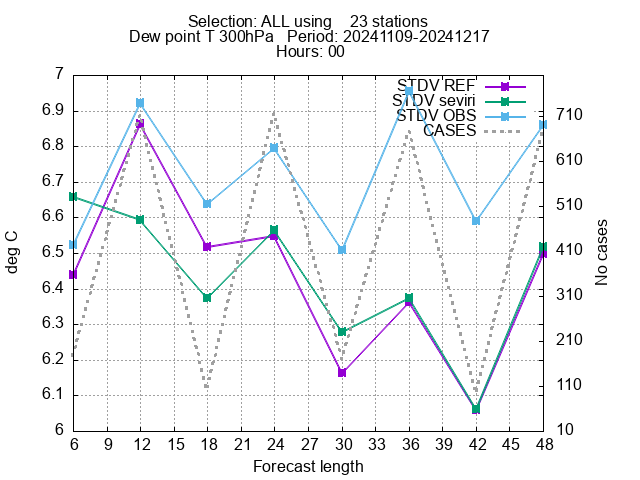 Selection: ALL using 23 stations
Dew point T 300hPa Period: 20241109-20241217
Hours: 00
STDV REF
STDV seviri
STDV OBS
CASES
7
6.9
6.8
6.7
6.6
6.5
6.4
6.3
6.2
6.1
6
deg C
710
610
510
410
310
210
110
10
No cases
6 9 12 15 18 21 24 27 30 33 36 39 42 45 48
Forecast length